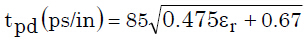 t_pd(ps/in) = 85√(0.475ε_r + 0.67)